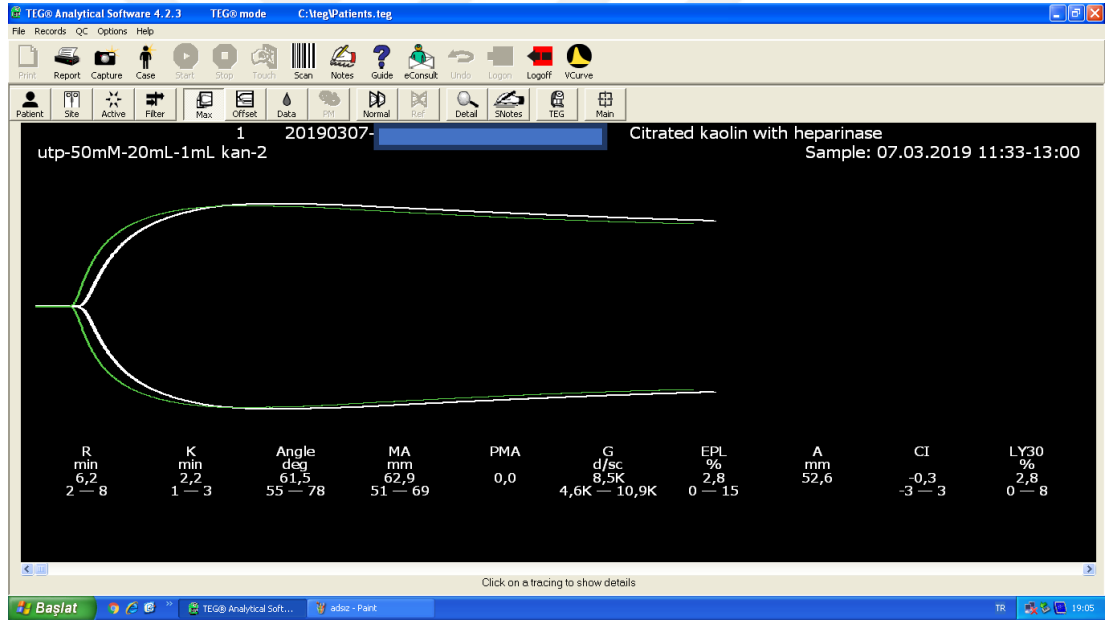 TEG® Analytical Software 4.2.3 TEG® mode C:\teg\Patients.teg
File Records QC Options Help
Print Report Capture Case Start Stop Touch Scan Notes Guide eConsult Undo Logon Logoff VCurve
Patient Site Active Filter Max Offset Data PM Normal Ref Detail SNotes TEG Main
1 20190307- Citrated kaolin with heparinase
utp-50mM-20mL-1mL kan-2 Sample: 07.03.2019 11:33-13:00
R K Angle MA PMA G EPL A CI LY30
min min deg mm d/sc % mm %
6,2 2,2 61,5 62,9 0,0 8,5K 2,8 52,6 -0,3 2,8
2 — 8 1 — 3 55 — 78 51 — 69 4,6K — 10,9K 0 — 15 -3 — 3 0 — 8
Click on a tracing to show details
Başlat TEG® Analytical Soft... adsız - Paint TR 19:05